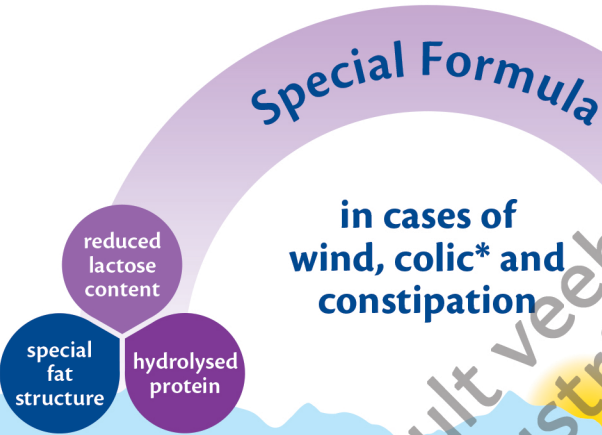 Special Formula
in cases of
wind, colic* and
constipation
reduced
lactose
content
special
fat
structure
hydrolysed
protein